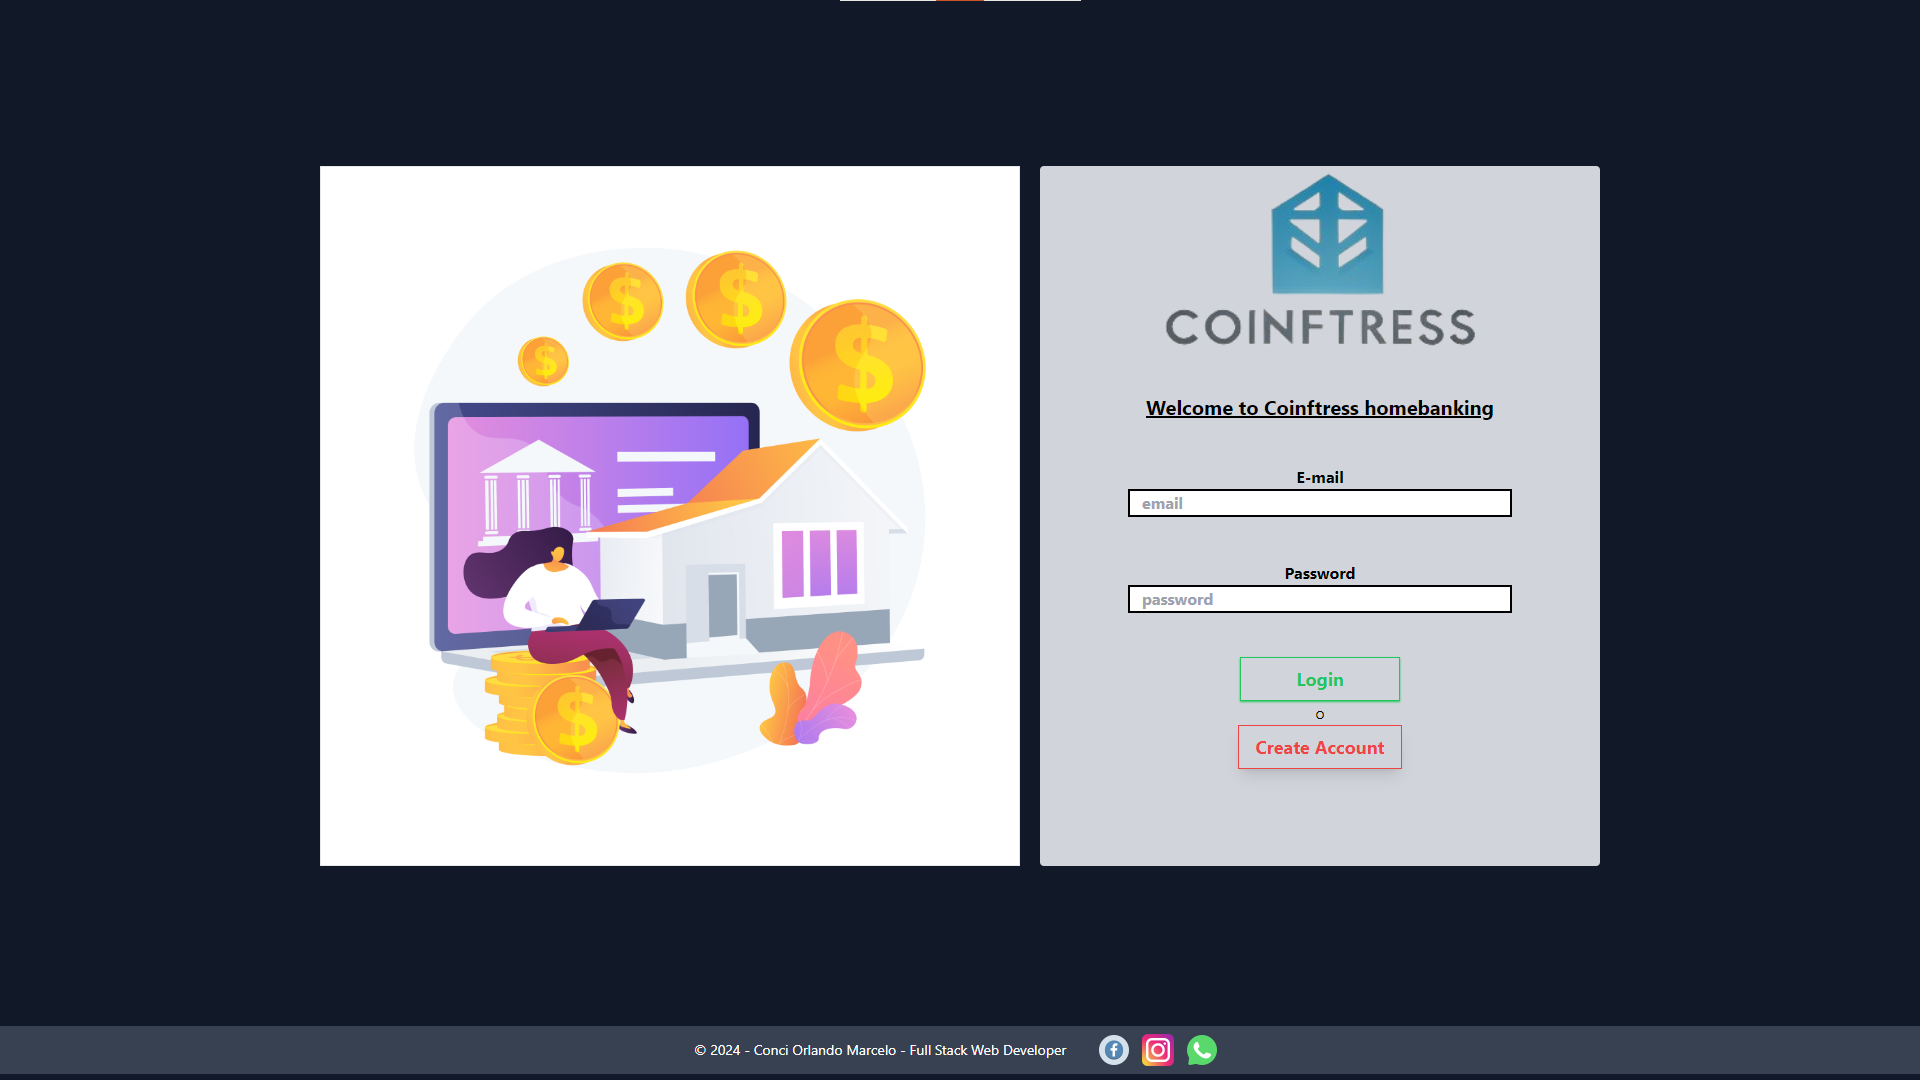 COINFTRESS
Welcome to Coinftress homebanking
E-mail
email
Password
password
Login
o
Create Account
© 2024 - Conci Orlando Marcelo - Full Stack Web Developer